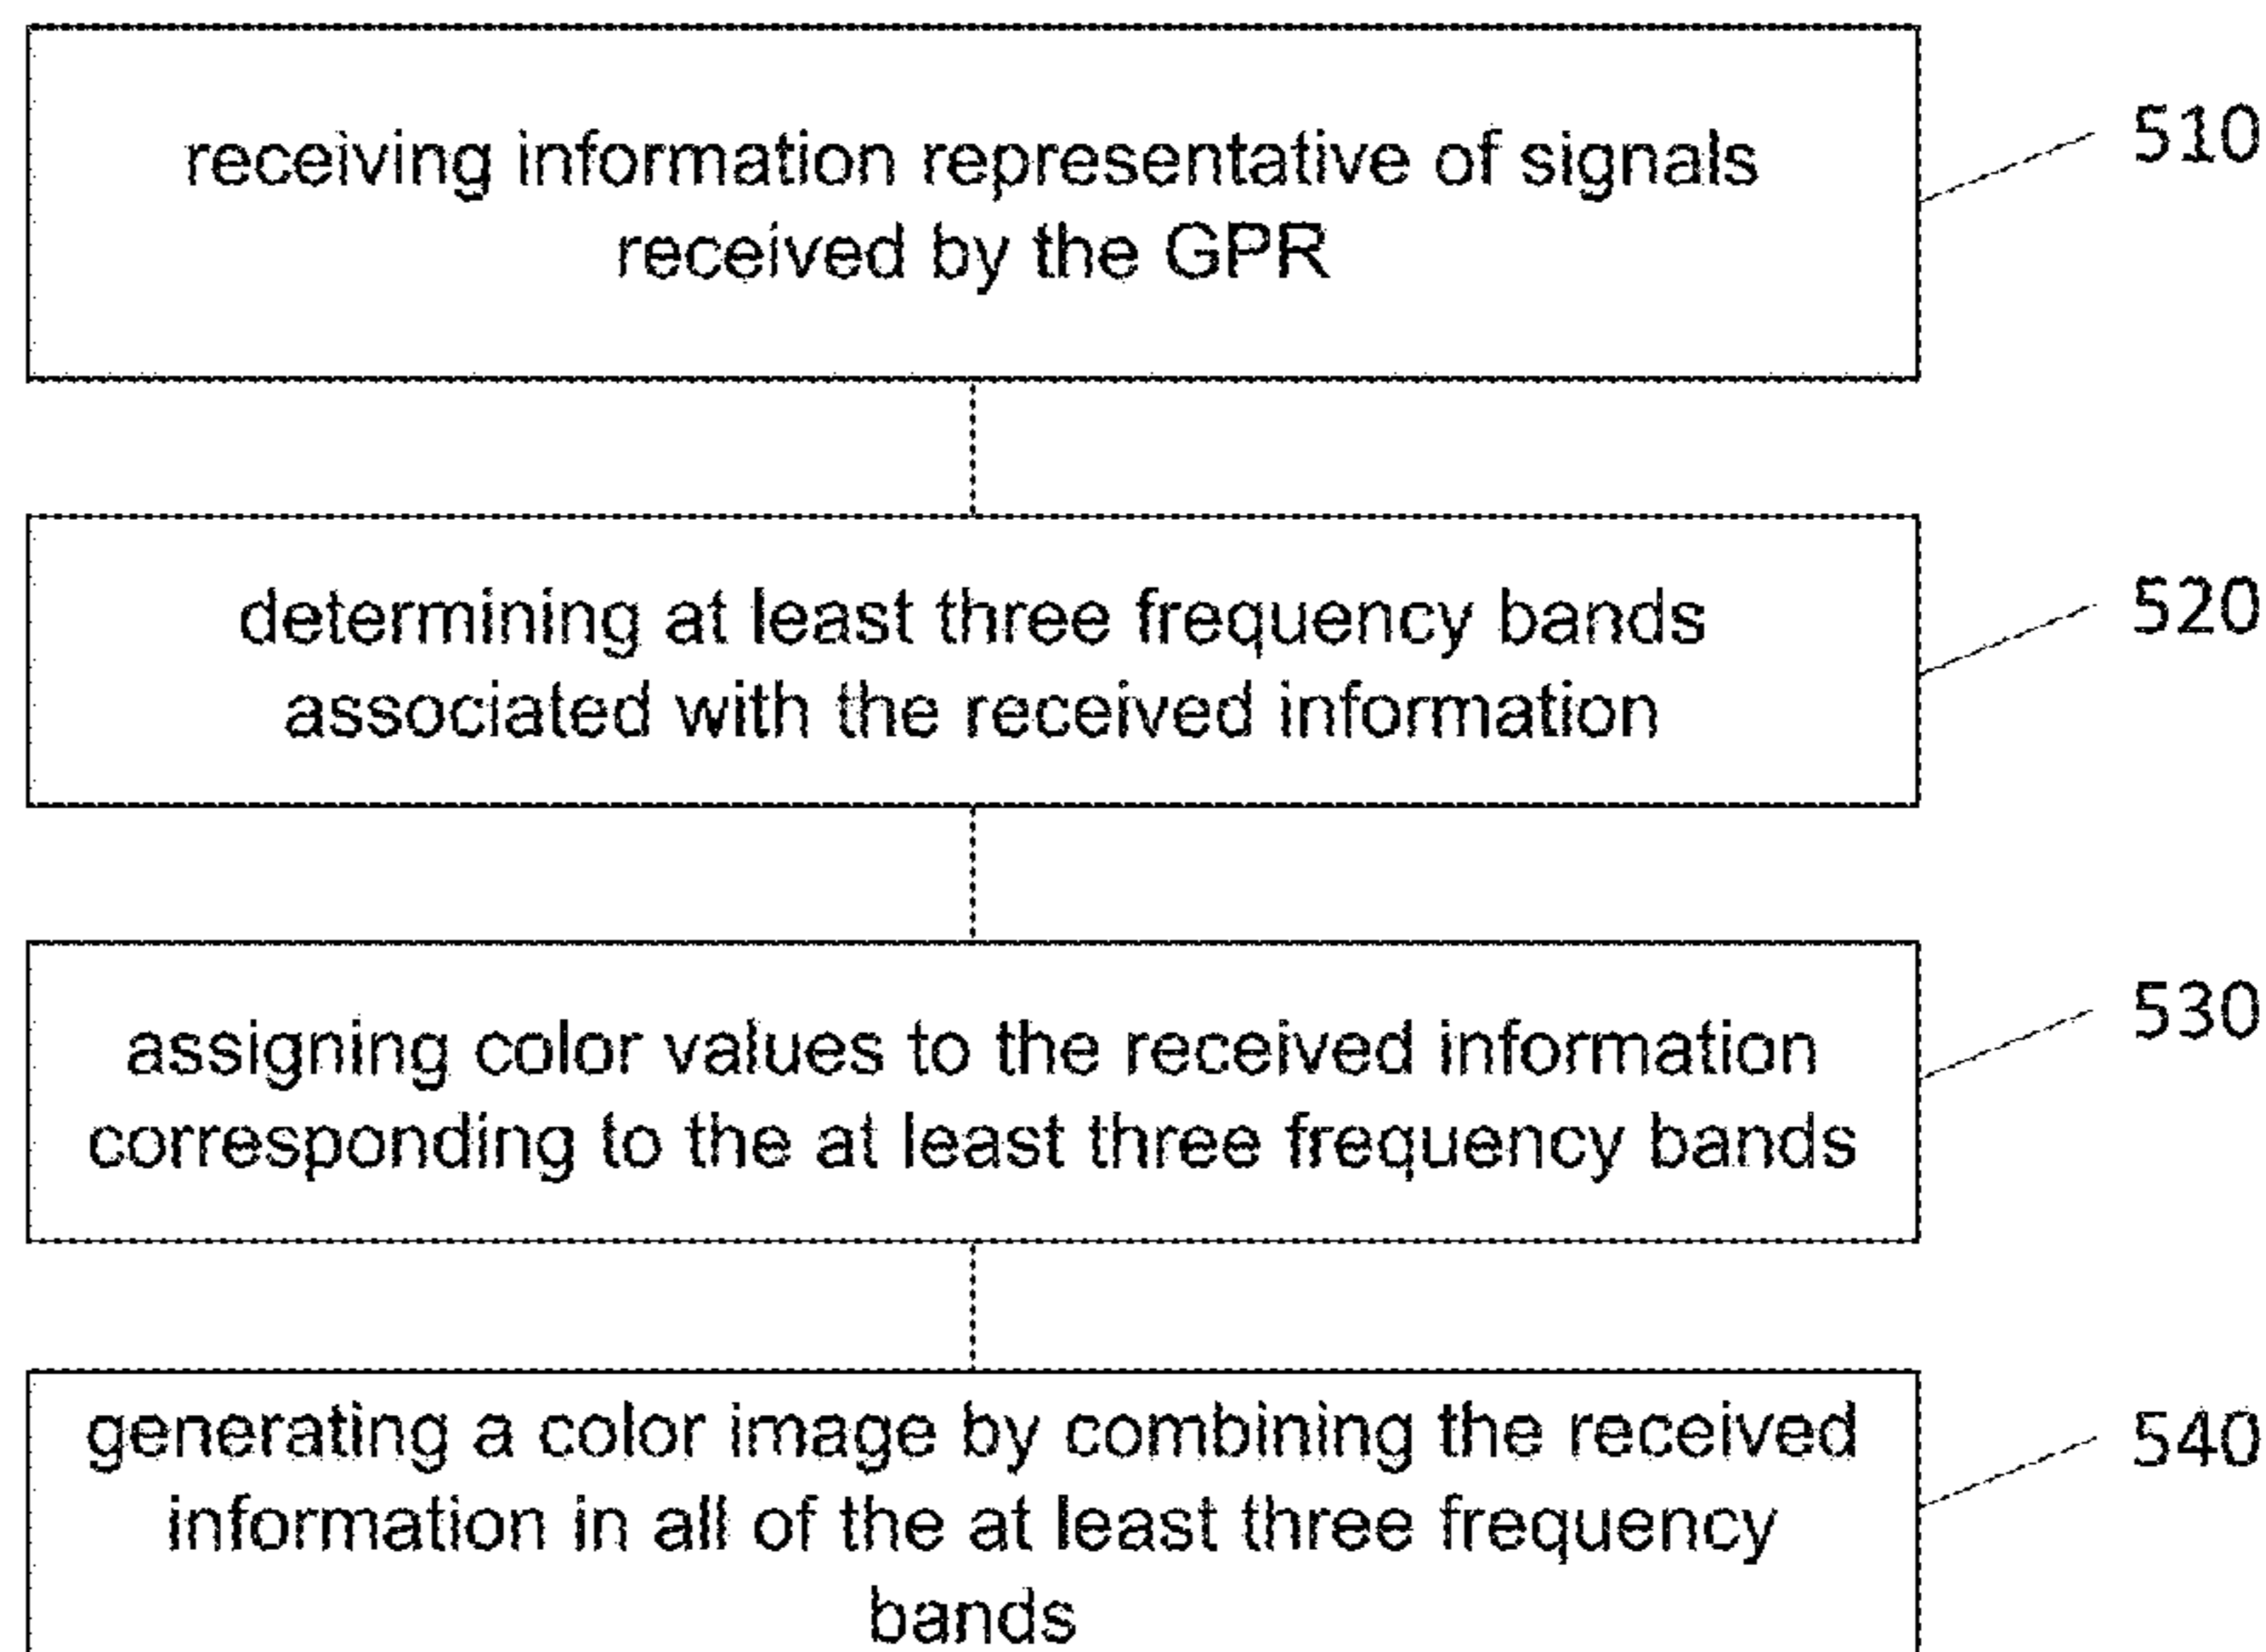 receiving information representative of signals
received by the GPR
510
determining at least three frequency bands
associated with the received information
520
assigning color values to the received information
corresponding to the at least three frequency bands
530
generating a color image by combining the received
information in all of the at least three frequency
bands
540